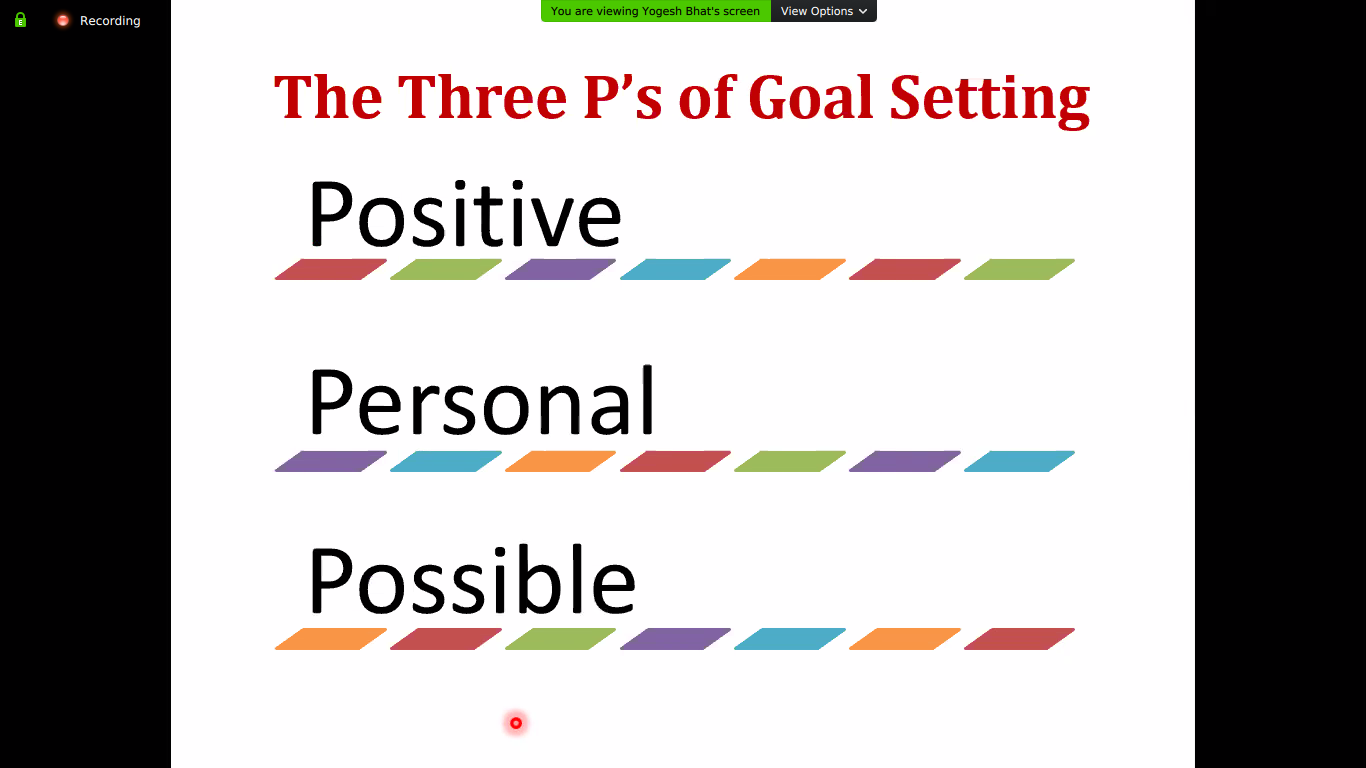 E
Recording
You are viewing Yogesh Bhat's screen
View Options
The Three P’s of Goal Setting
Positive
Personal
Possible